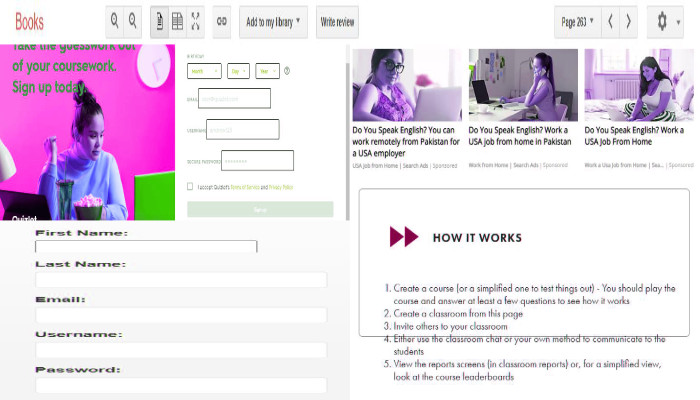 Books
Add to my library
Write review
Page 263
Take the guesswork out
of your coursework.
Sign up today.
Quizlet
BIRTHDAY
Month
Day
Year
EMAIL
USERNAME
SECURE PASSWORD
I accept Quizlet's Terms of Service and Privacy Policy
Sign up
Do You Speak English? You can
work remotely from Pakistan for
a USA employer
USA Job from Home | Search Ads | Sponsored
Do You Speak English? Work a
USA job from home in Pakistan
Work from Home | Search Ads | Sponsored
Do You Speak English? Work a
USA Job From Home
Work a Usa Job from Home | Sea... | Sponsored
First Name:
Last Name:
Email:
Username:
Password:
HOW IT WORKS
1. Create a course (or a simplified one to test things out) - You should play the
course and answer at least a few questions to see how it works
2. Create a classroom from this page
3. Invite others to your classroom
4. Either use the classroom chat or your own method to communicate to the
students
5. View the reports screens (in classroom reports) or, for a simplified view,
look at the course leaderboards